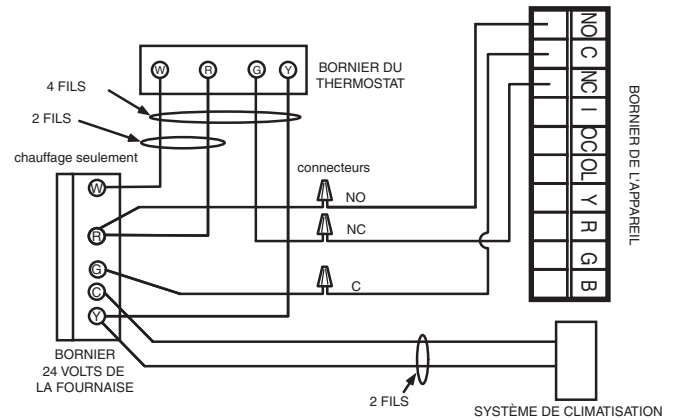 W R G Y
BORNIER DU
THERMOSTAT
4 FILS
2 FILS
chauffage seulement
connecteurs
NO
NC
C
W
R
G
C
Y
BORNIER
24 VOLTS DE
LA FOURNAISE
2 FILS
SYSTÈME DE CLIMATISATION
NO
C
NC
I
OC
OL
Y
R
G
B
BORNIER DE L'APPAREIL